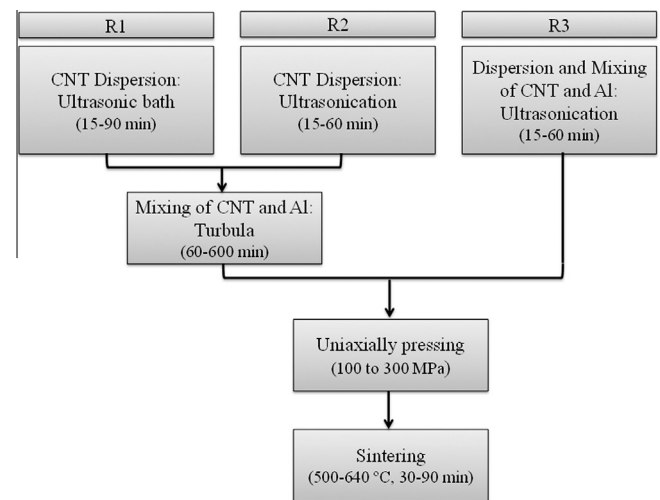 R1
R2
R3
CNT Dispersion:
Ultrasonic bath
(15-90 min)
CNT Dispersion:
Ultrasonication
(15-60 min)
Dispersion and Mixing
of CNT and Al:
Ultrasonication
(15-60 min)
Mixing of CNT and Al:
Turbula
(60-600 min)
Uniaxially pressing
(100 to 300 MPa)
Sintering
(500-640 °C, 30-90 min)